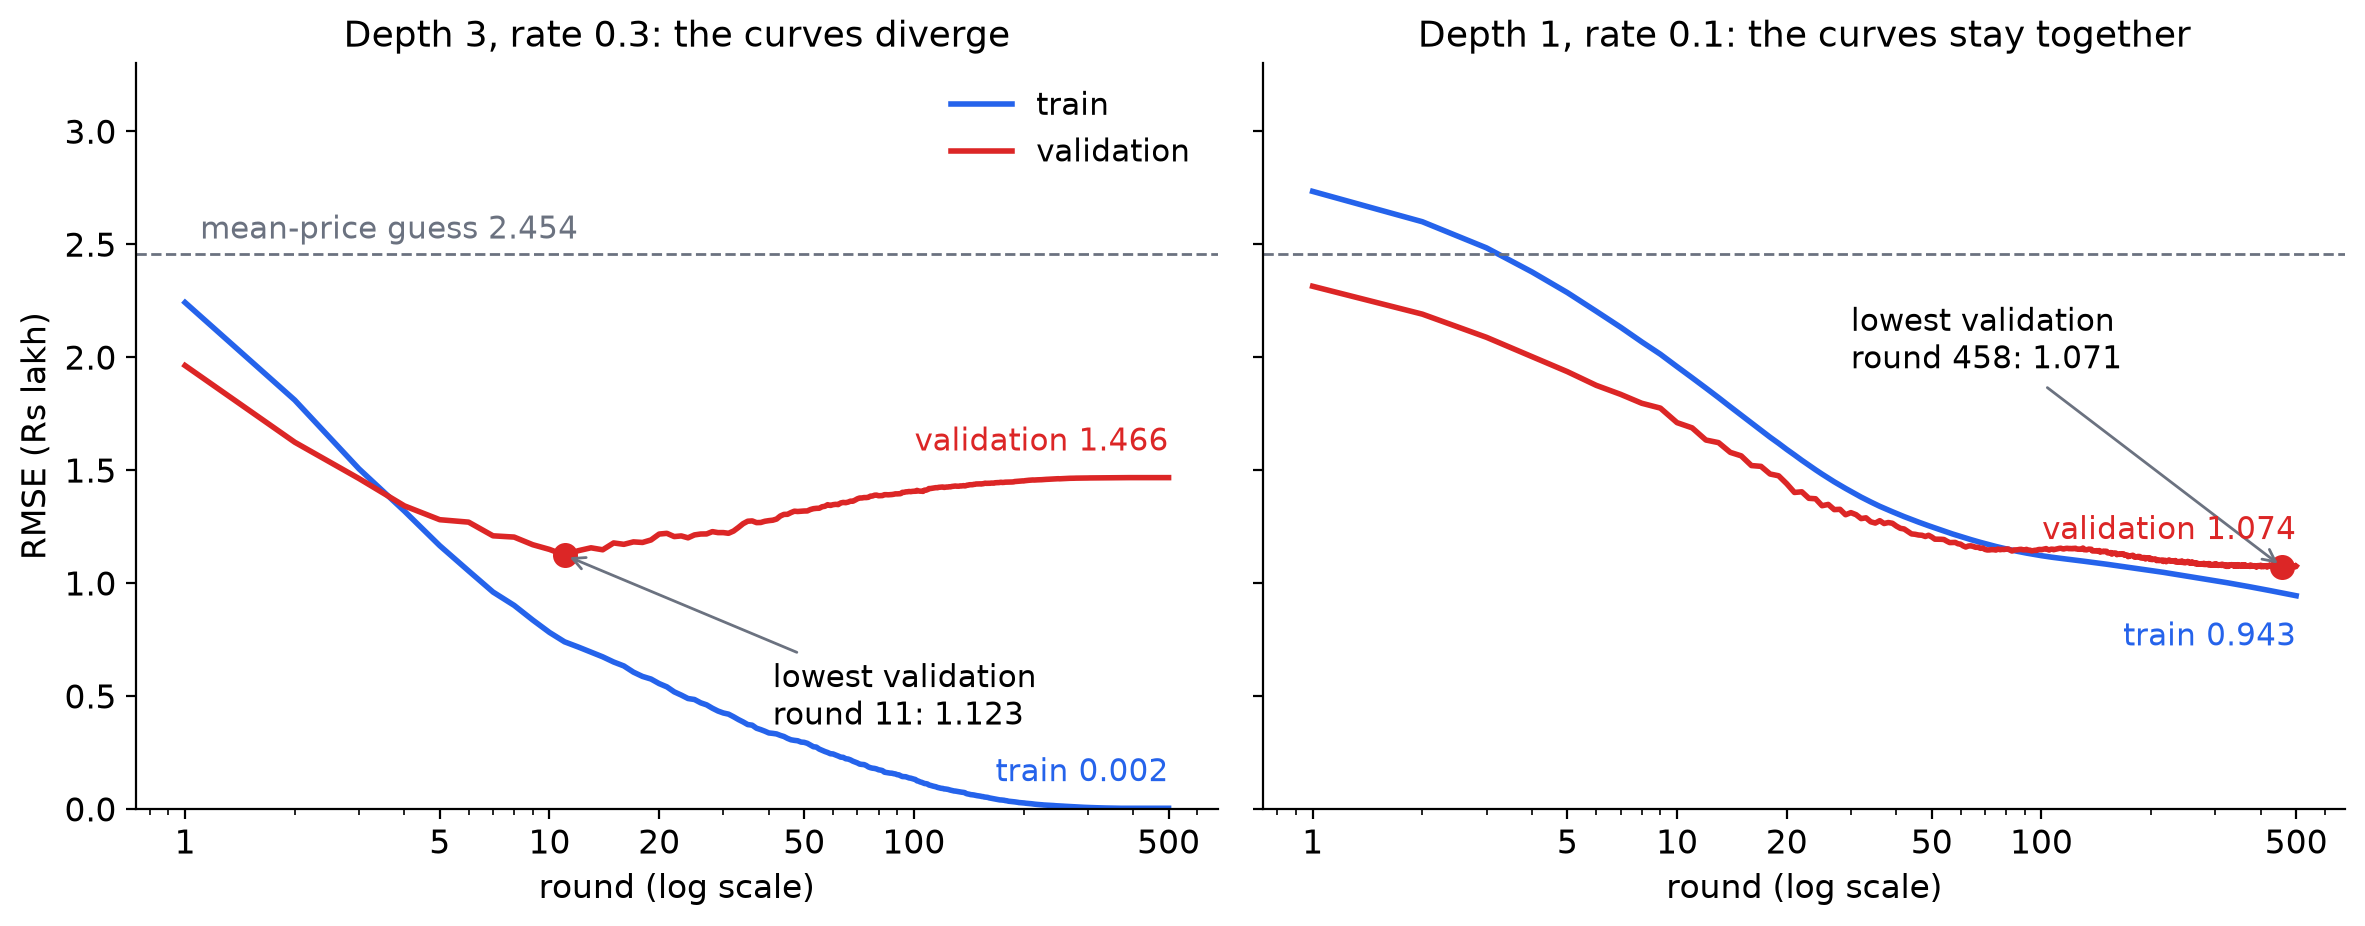 Depth 3, rate 0.3: the curves diverge
train
validation
mean-price guess 2.454
validation 1.466
lowest validation
round 11: 1.123
train 0.002
RMSE (Rs lakh)
3.0
2.5
2.0
1.5
1.0
0.5
0.0
1 5 10 20 50 100 500
round (log scale)
Depth 1, rate 0.1: the curves stay together
lowest validation
round 458: 1.071
validation 1.074
train 0.943
1 5 10 20 50 100 500
round (log scale)